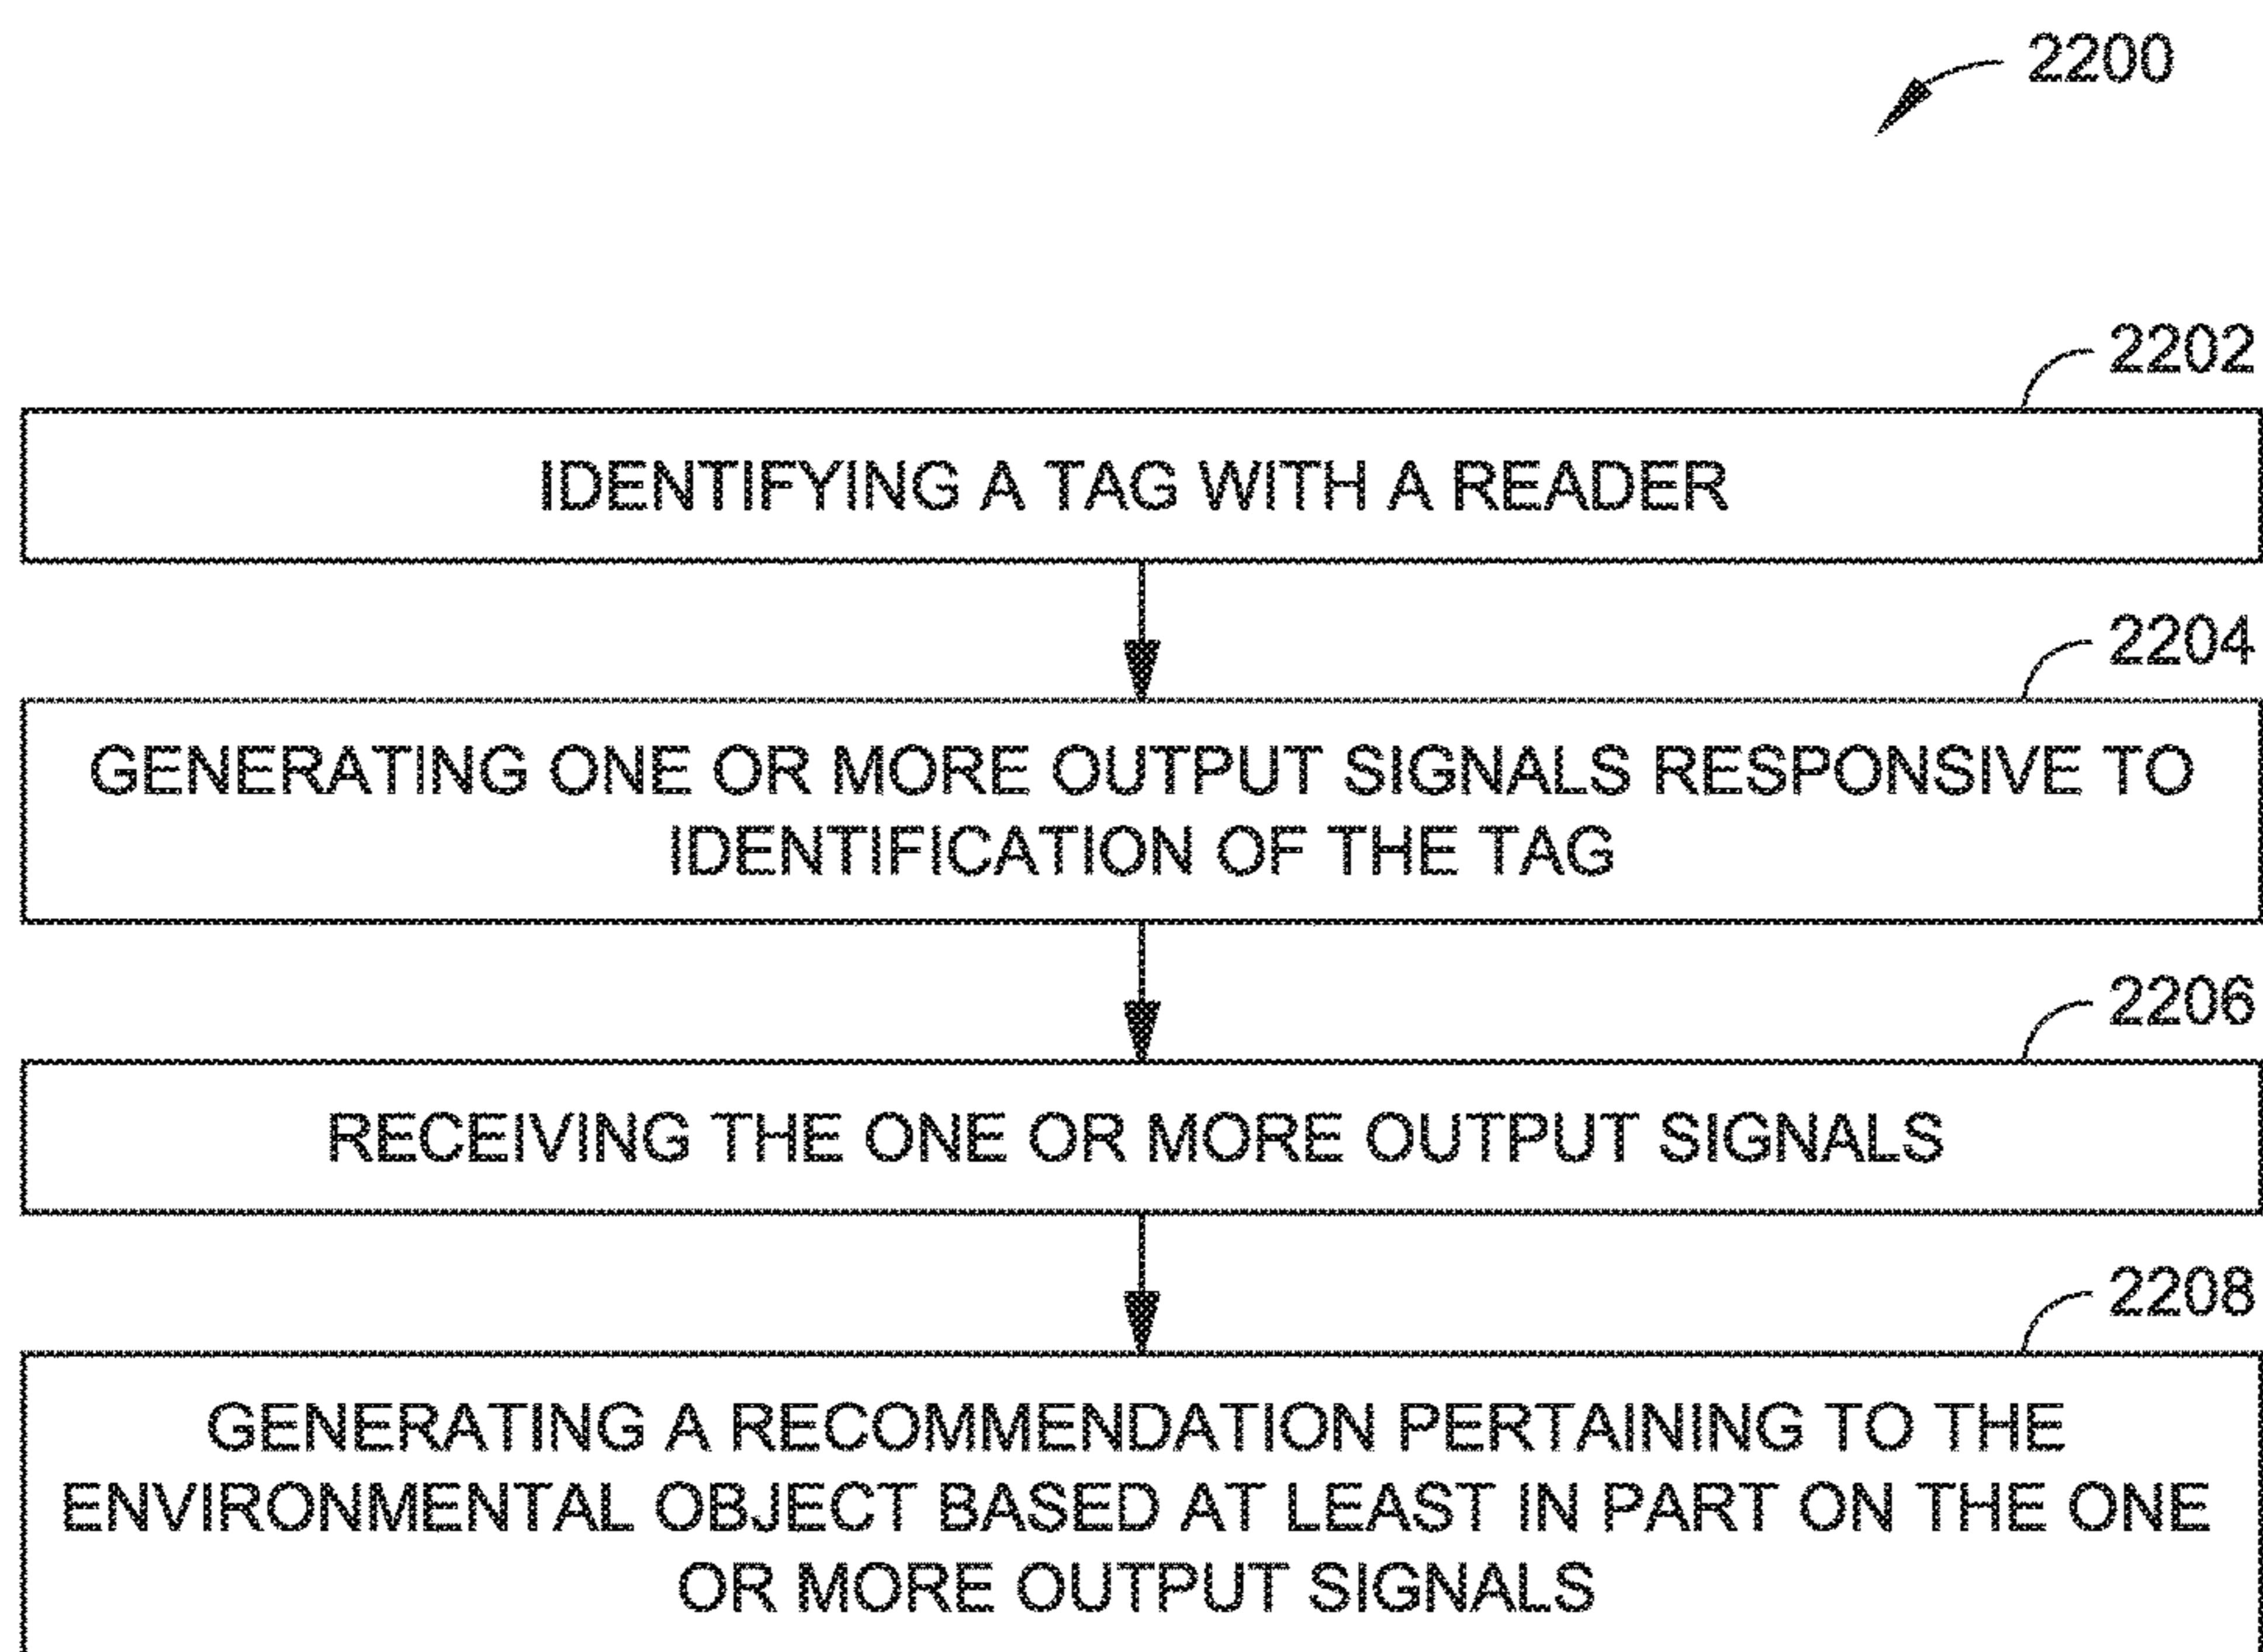 2200
2202
IDENTIFYING A TAG WITH A READER
2204
GENERATING ONE OR MORE OUTPUT SIGNALS RESPONSIVE TO
IDENTIFICATION OF THE TAG
2206
RECEIVING THE ONE OR MORE OUTPUT SIGNALS
2208
GENERATING A RECOMMENDATION PERTAINING TO THE
ENVIRONMENTAL OBJECT BASED AT LEAST IN PART ON THE ONE
OR MORE OUTPUT SIGNALS